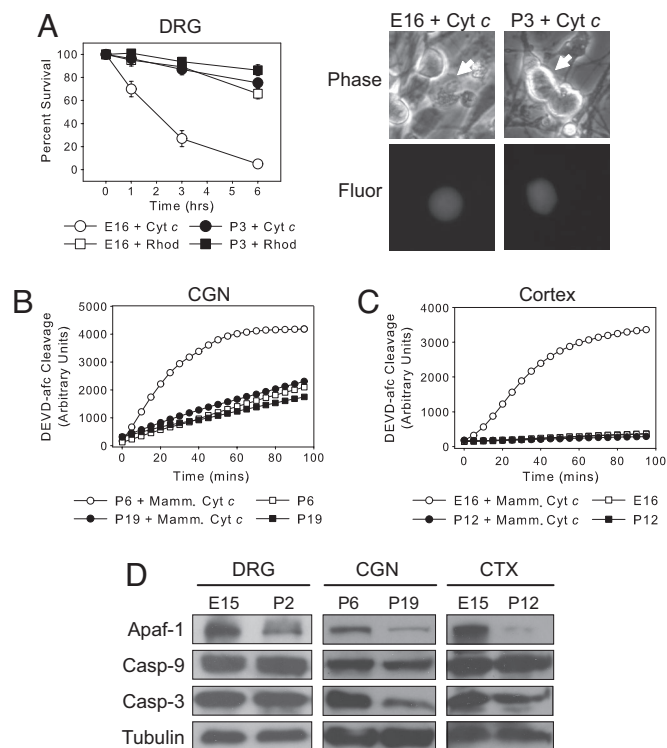 A
DRG
Percent Survival
100
80
60
40
20
0
0 1 2 3 4 5 6
Time (hrs)
E16 + Cyt c P3 + Cyt c
E16 + Rhod P3 + Rhod
E16 + Cyt c P3 + Cyt c
Phase
Fluor
B
CGN
DEVD-afc Cleavage
(Arbitrary Units)
5000
4000
3000
2000
1000
0
0 20 40 60 80 100
Time (mins)
P6 + Mamm. Cyt c P6
P19 + Mamm. Cyt c P19
C
Cortex
DEVD-afc Cleavage
(Arbitrary Units)
4000
3000
2000
1000
0
0 20 40 60 80 100
Time (mins)
E16 + Mamm. Cyt c E16
P12 + Mamm. Cyt c P12
D
DRG CGN CTX
E15 P2 P6 P19 E15 P12
Apaf-1
Casp-9
Casp-3
Tubulin